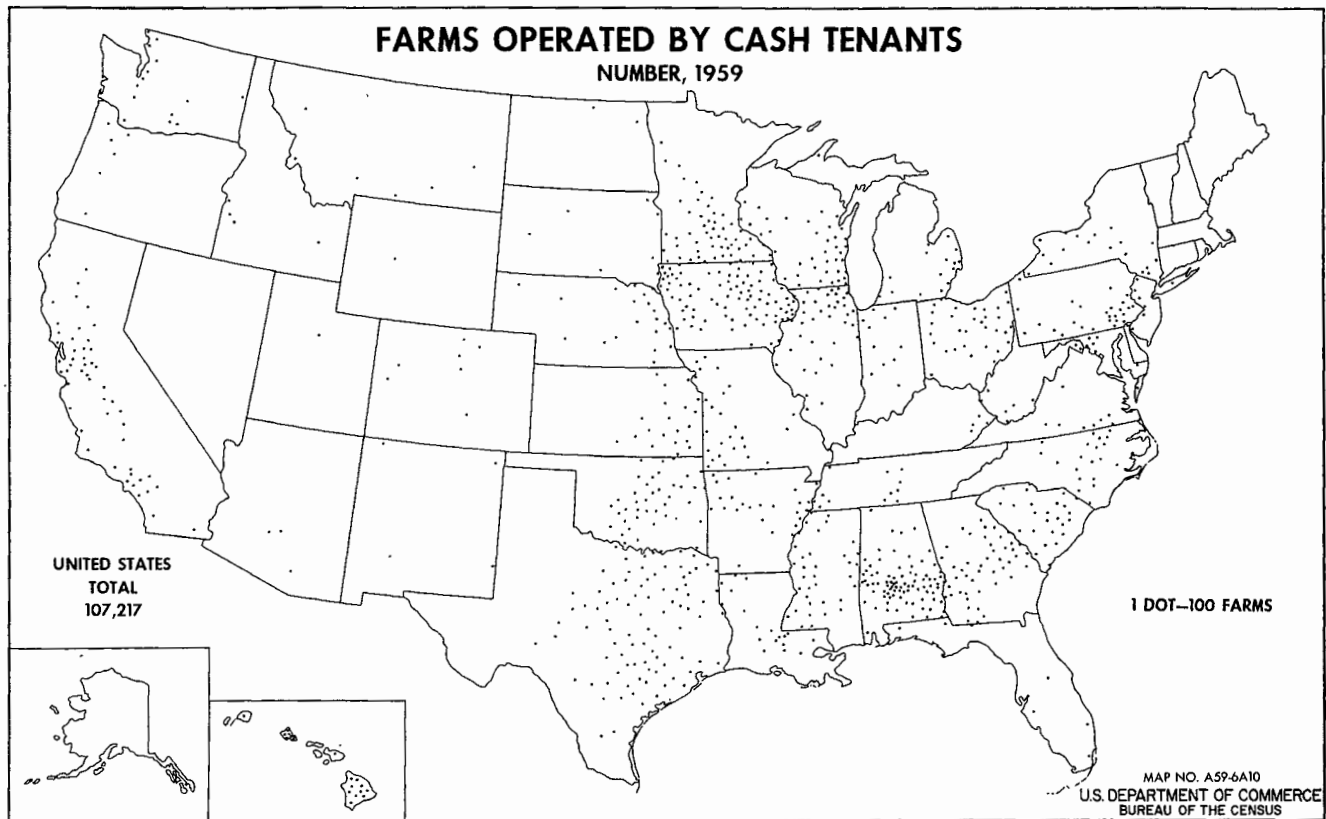 FARMS OPERATED BY CASH TENANTS
NUMBER, 1959
UNITED STATES
TOTAL
107,217
1 DOT—100 FARMS
MAP NO. A59-6A10
U.S. DEPARTMENT OF COMMERCE
BUREAU OF THE CENSUS